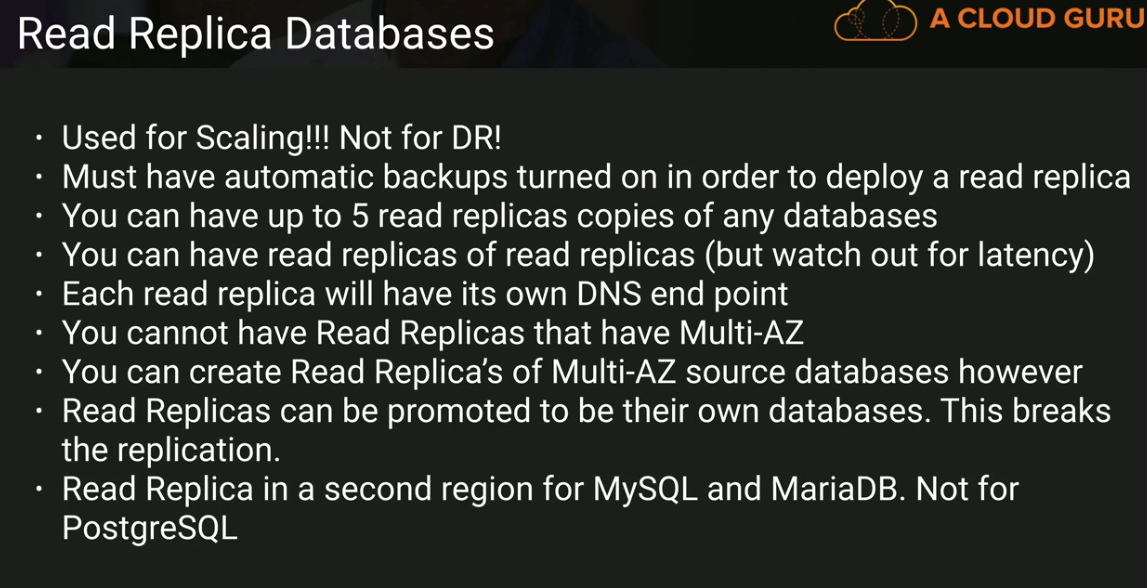 Read Replica Databases
A CLOUD GURU
• Used for Scaling!!! Not for DR!
• Must have automatic backups turned on in order to deploy a read replica
• You can have up to 5 read replicas copies of any databases
• You can have read replicas of read replicas (but watch out for latency)
• Each read replica will have its own DNS end point
• You cannot have Read Replicas that have Multi-AZ
• You can create Read Replica’s of Multi-AZ source databases however
• Read Replicas can be promoted to be their own databases. This breaks
the replication.
• Read Replica in a second region for MySQL and MariaDB. Not for
PostgreSQL